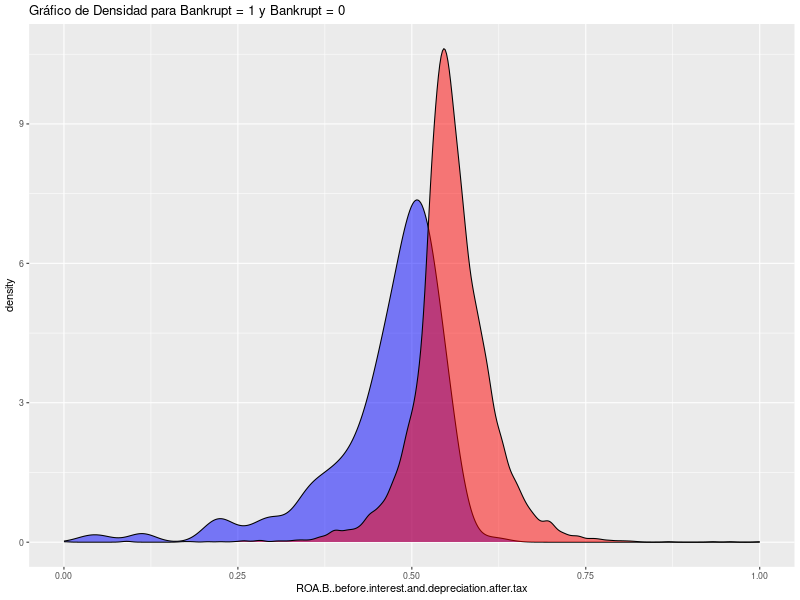 Gráfico de Densidad para Bankrupt = 1 y Bankrupt = 0
9
6
3
0
density
0.00 0.25 0.50 0.75 1.00
ROA.B..before.interest.and.depreciation.after.tax